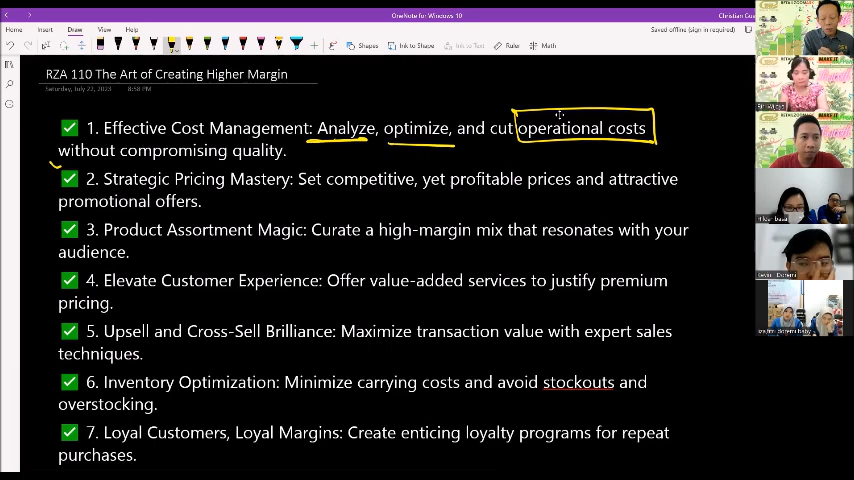 OneNote for Windows 10
Christian Gu
Home Insert Draw View Saved offline (sign in required)
Shapes Ink to Shape Ink to Text Ruler Math
RZA 110 The Art of Creating Higher Margin
Saturday, July 22, 2023 8:58 PM
✅ 1. Effective Cost Management: Analyze, optimize, and cut operational costs
without compromising quality.
✅ 2. Strategic Pricing Mastery: Set competitive, yet profitable prices and attractive
promotional offers.
✅ 3. Product Assortment Magic: Curate a high-margin mix that resonates with your
audience.
✅ 4. Elevate Customer Experience: Offer value-added services to justify premium
pricing.
✅ 5. Upsell and Cross-Sell Brilliance: Maximize transaction value with expert sales
techniques.
✅ 6. Inventory Optimization: Minimize carrying costs and avoid stockouts and
overstocking.
✅ 7. Loyal Customers, Loyal Margins: Create enticing loyalty programs for repeat
purchases.